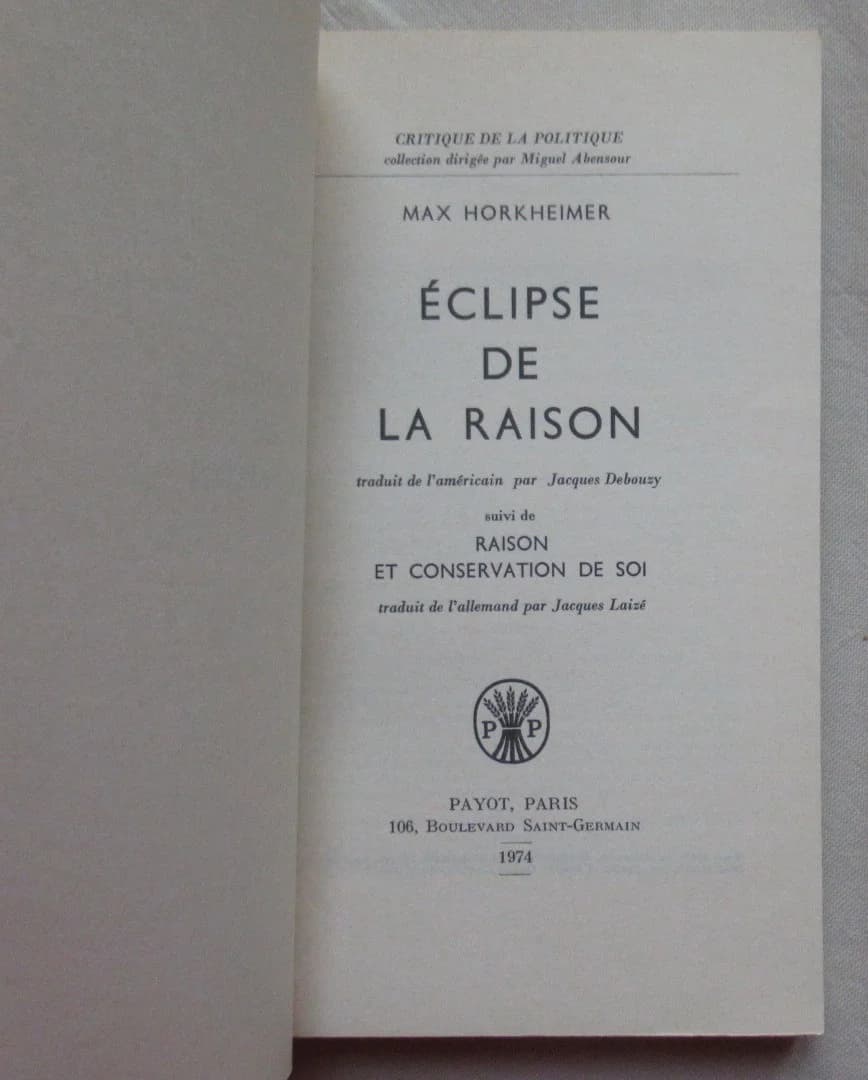 CRITIQUE DE LA POLITIQUE
collection dirigée par Miguel Abensour
MAX HORKHEIMER
ÉCLIPSE
DE
LA RAISON
traduit de l'américain par Jacques Debouzy
suivi de
RAISON
ET CONSERVATION DE SOI
traduit de l'allemand par Jacques Laizé
P P
PAYOT, PARIS
106, Boulevard Saint-Germain
1974